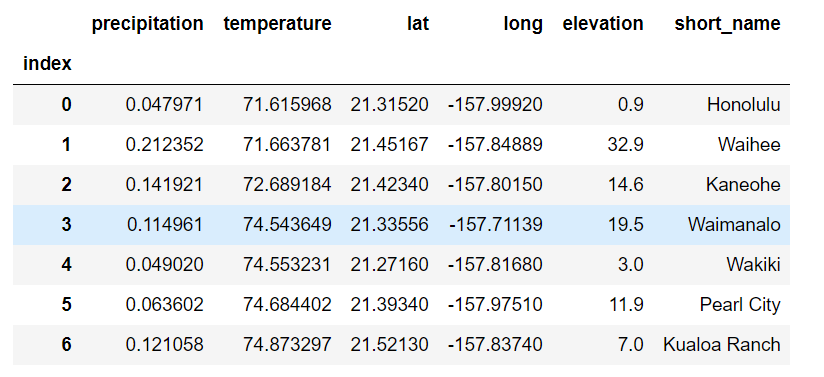 precipitation temperature lat long elevation short_name
index
0 0.047971 71.615968 21.31520 -157.99920 0.9 Honolulu
1 0.212352 71.663781 21.45167 -157.84889 32.9 Waihee
2 0.141921 72.689184 21.42340 -157.80150 14.6 Kaneohe
3 0.114961 74.543649 21.33556 -157.71139 19.5 Waimanalo
4 0.049020 74.553231 21.27160 -157.81680 3.0 Wakiki
5 0.063602 74.684402 21.39340 -157.97510 11.9 Pearl City
6 0.121058 74.873297 21.52130 -157.83740 7.0 Kualoa Ranch